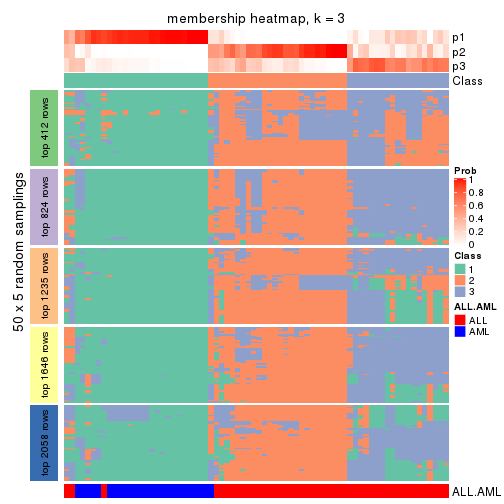 membership heatmap, k = 3
p1
p2
p3
Class
50 x 5 random samplings
top 412 rows
top 824 rows
top 1235 rows
top 1646 rows
top 2058 rows
Prob
1
0.8
0.6
0.4
0.2
0
Class
1
2
3
ALL.AML
ALL
AML
ALL.AML